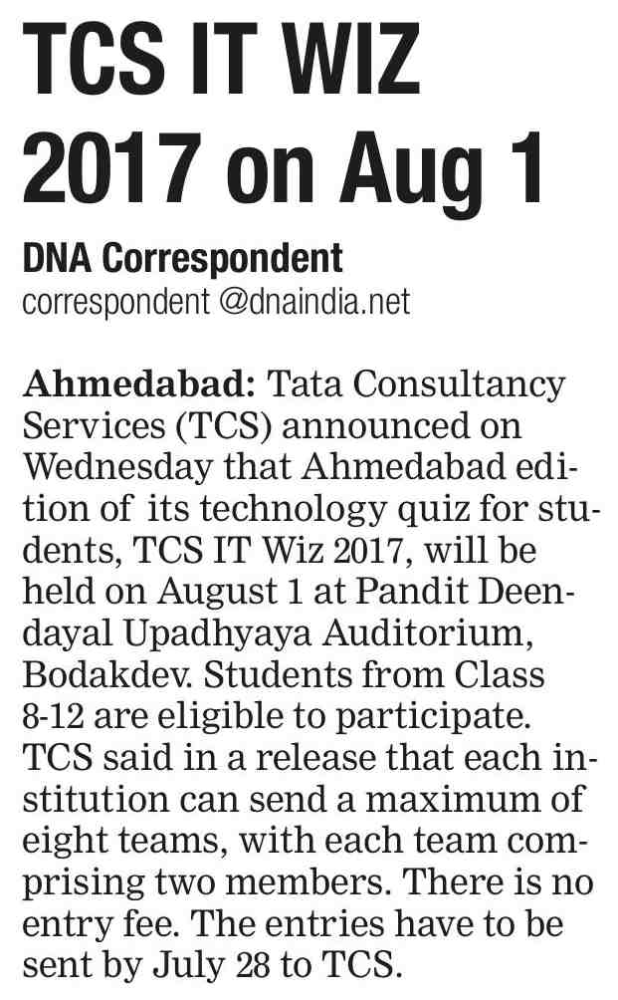 TCS IT WIZ
2017 on Aug 1
DNA Correspondent
correspondent @dnaindia.net
Ahmedabad: Tata Consultancy
Services (TCS) announced on
Wednesday that Ahmedabad edi-
tion of its technology quiz for stu-
dents, TCS IT Wiz 2017, will be
held on August 1 at Pandit Deen-
dayal Upadhyaya Auditorium,
Bodakdev. Students from Class
8-12 are eligible to participate.
TCS said in a release that each in-
stitution can send a maximum of
eight teams, with each team com-
prising two members. There is no
entry fee. The entries have to be
sent by July 28 to TCS.